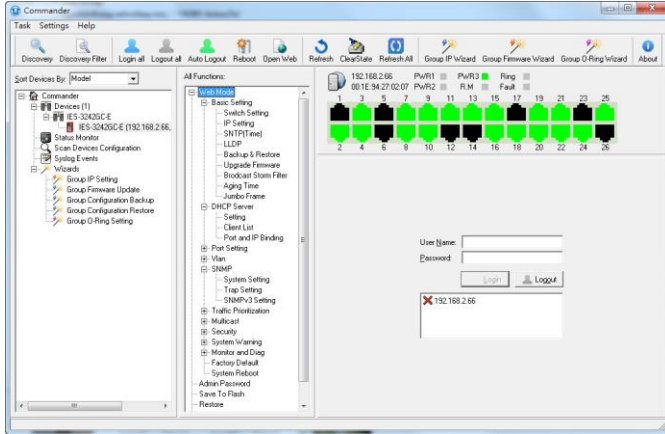 Commander
Task Settings Help
Discovery Discovery Filter Login all Logout all Auto Logout Reboot Open Web Refresh ClearState Refresh All Group IP Wizard Group Firmware Wizard Group O-Ring Wizard About
Sort Devices By: Model
Commander
Devices (1)
IES-3242GC-E
IES-3242GC-E (192.168.2.66,
Status Monitor
Scan Devices Configuration
Syslog Events
Wizards
Group IP Setting
Group Firmware Update
Group Configuration Backup
Group Configuration Restore
Group O-Ring Setting
All Functions:
Web Mode
Basic Setting
Switch Setting
IP Setting
SNTP(Time)
LLDP
Backup & Restore
Upgrade Firmware
Brodcast Storm Filter
Aging Time
Jumbo Frame
DHCP Server
Setting
Client List
Port and IP Binding
Port Setting
Vlan
SNMP
System Setting
Trap Setting
SNMPv3 Setting
Traffic Prioritization
Multicast
Security
System Warning
Monitor and Diag
Factory Default
System Reboot
Admin Password
Save To Flash
Restore
192.168.2.66 PWR1 PWR3 Ring
00:1E:94:27:02:07 PWR2 R.M Fault
1 3 5 7 9 11 13 15 17 19 21 23 25
2 4 6 8 10 12 14 16 18 20 22 24 26
User Name:
Password:
Login Logout
192.168.2.66